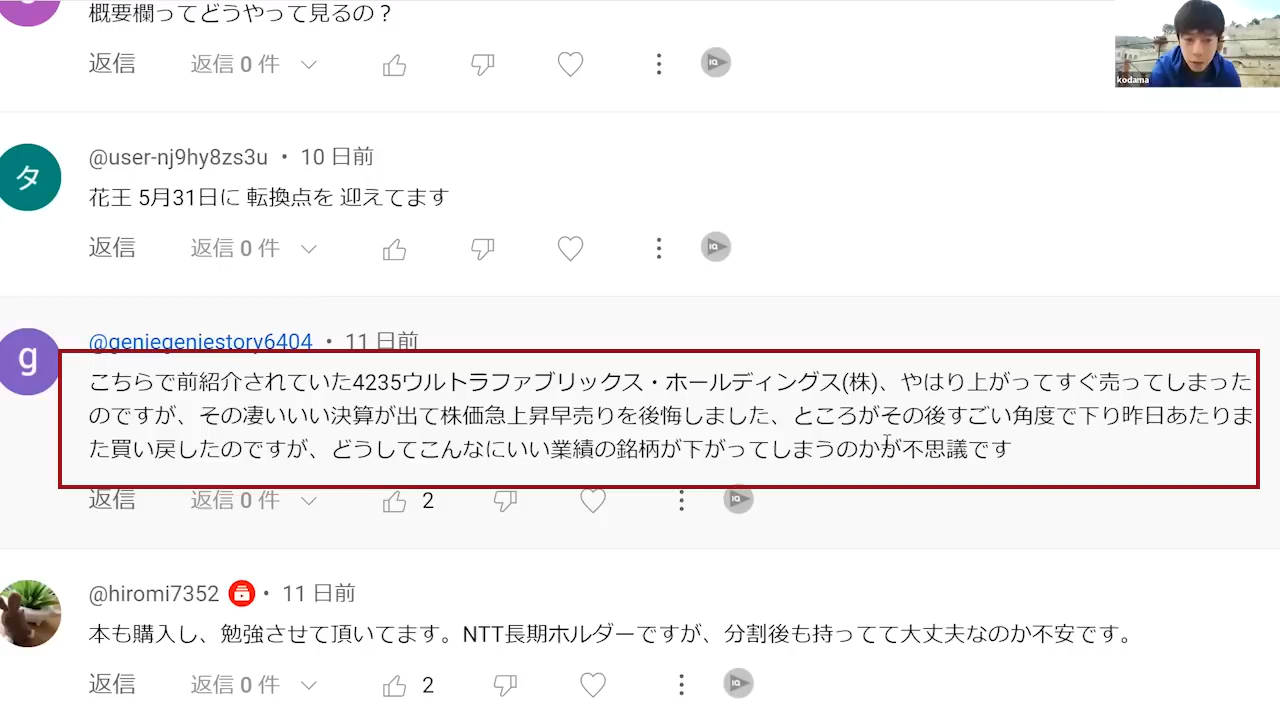 概要欄ってどうやって見るの？
返信 返信 0 件
kodama
タ
@user-nj9hy8zs3u • 10 日前
花王 5月31日に 転換点を 迎えてます
返信 返信 0 件
g
@geniegeniestory6404 • 11 日前
こちらで前紹介されていた4235ウルトラファブリックス・ホールディングス(株)、やはり上がってすぐ売ってしまった
のですが、その凄いいい決算が出て株価急上昇早売りを後悔しました、ところがその後すごい角度で下り昨日あたりま
た買い戻したのですが、どうしてこんなにいい業績の銘柄が下がってしまうのかが不思議です
返信 返信 0 件 2
@hiromi7352 • 11 日前
本も購入し、勉強させて頂いてます。NTT長期ホルダーですが、分割後も持ってて大丈夫なのか不安です。
返信 返信 0 件 2